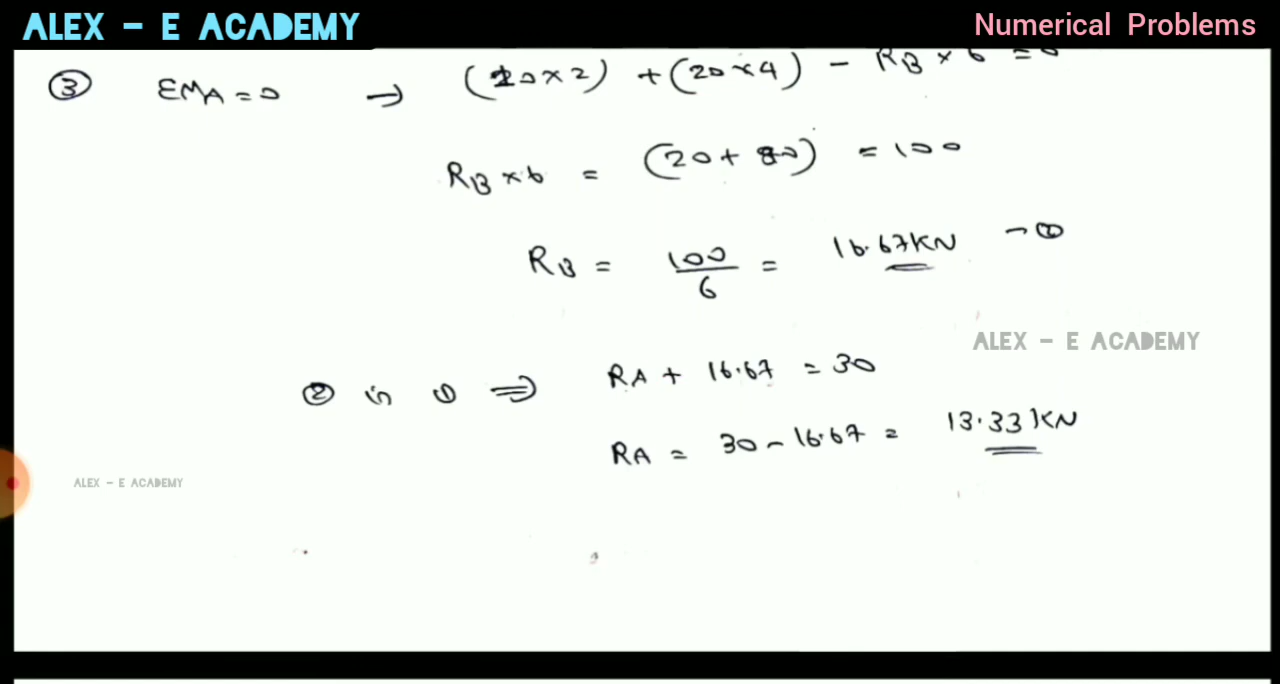 ALEX – E ACADEMY
Numerical Problems
③ ΣMA = 0 → (10×2) + (20×4) - RB × 6 = 0
RB × 6 = (20 + 80) = 100
RB = 100/6 = 16.67KN - ②
ALEX – E ACADEMY
② in ① ⇒ RA + 16.67 = 30
RA = 30 - 16.67 = 13.33 KN
ALEX – E ACADEMY